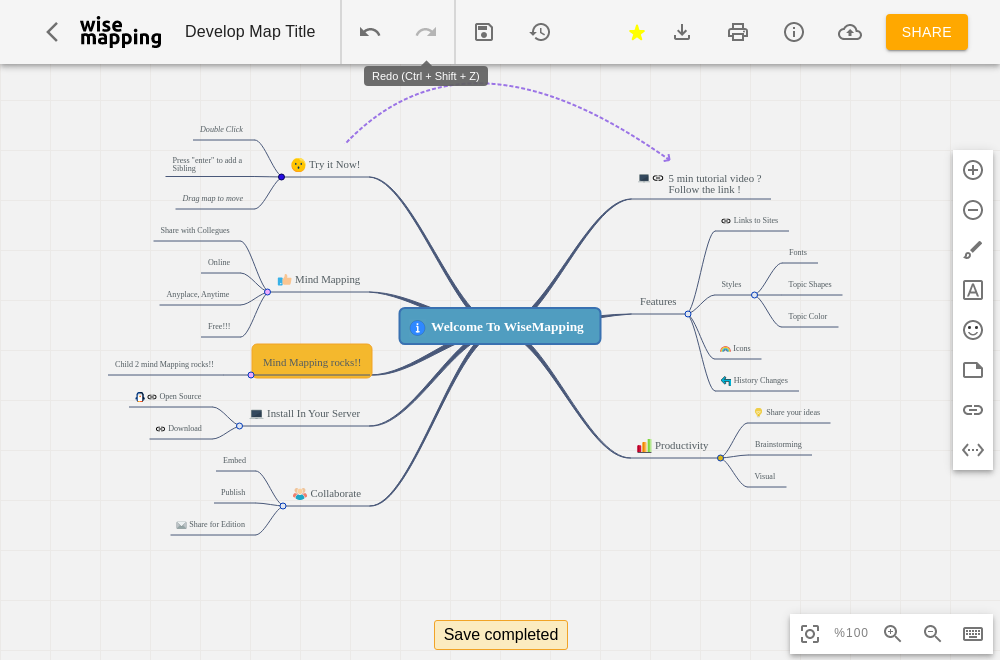 wise
mapping
Develop Map Title
SHARE
Redo (Ctrl + Shift + Z)
Double Click
Press "enter" to add a
Sibling
Drag map to move
Try it Now!
Share with Collegues
Online
Anyplace, Anytime
Free!!!
Mind Mapping
Child 2 mind Mapping rocks!!
Mind Mapping rocks!!
Open Source
Download
Install In Your Server
Embed
Publish
Share for Edition
Collaborate
Welcome To WiseMapping
5 min tutorial video ?
Follow the link !
Features
Links to Sites
Styles
Fonts
Topic Shapes
Topic Color
Icons
History Changes
Productivity
Share your ideas
Brainstorming
Visual
Save completed
%100